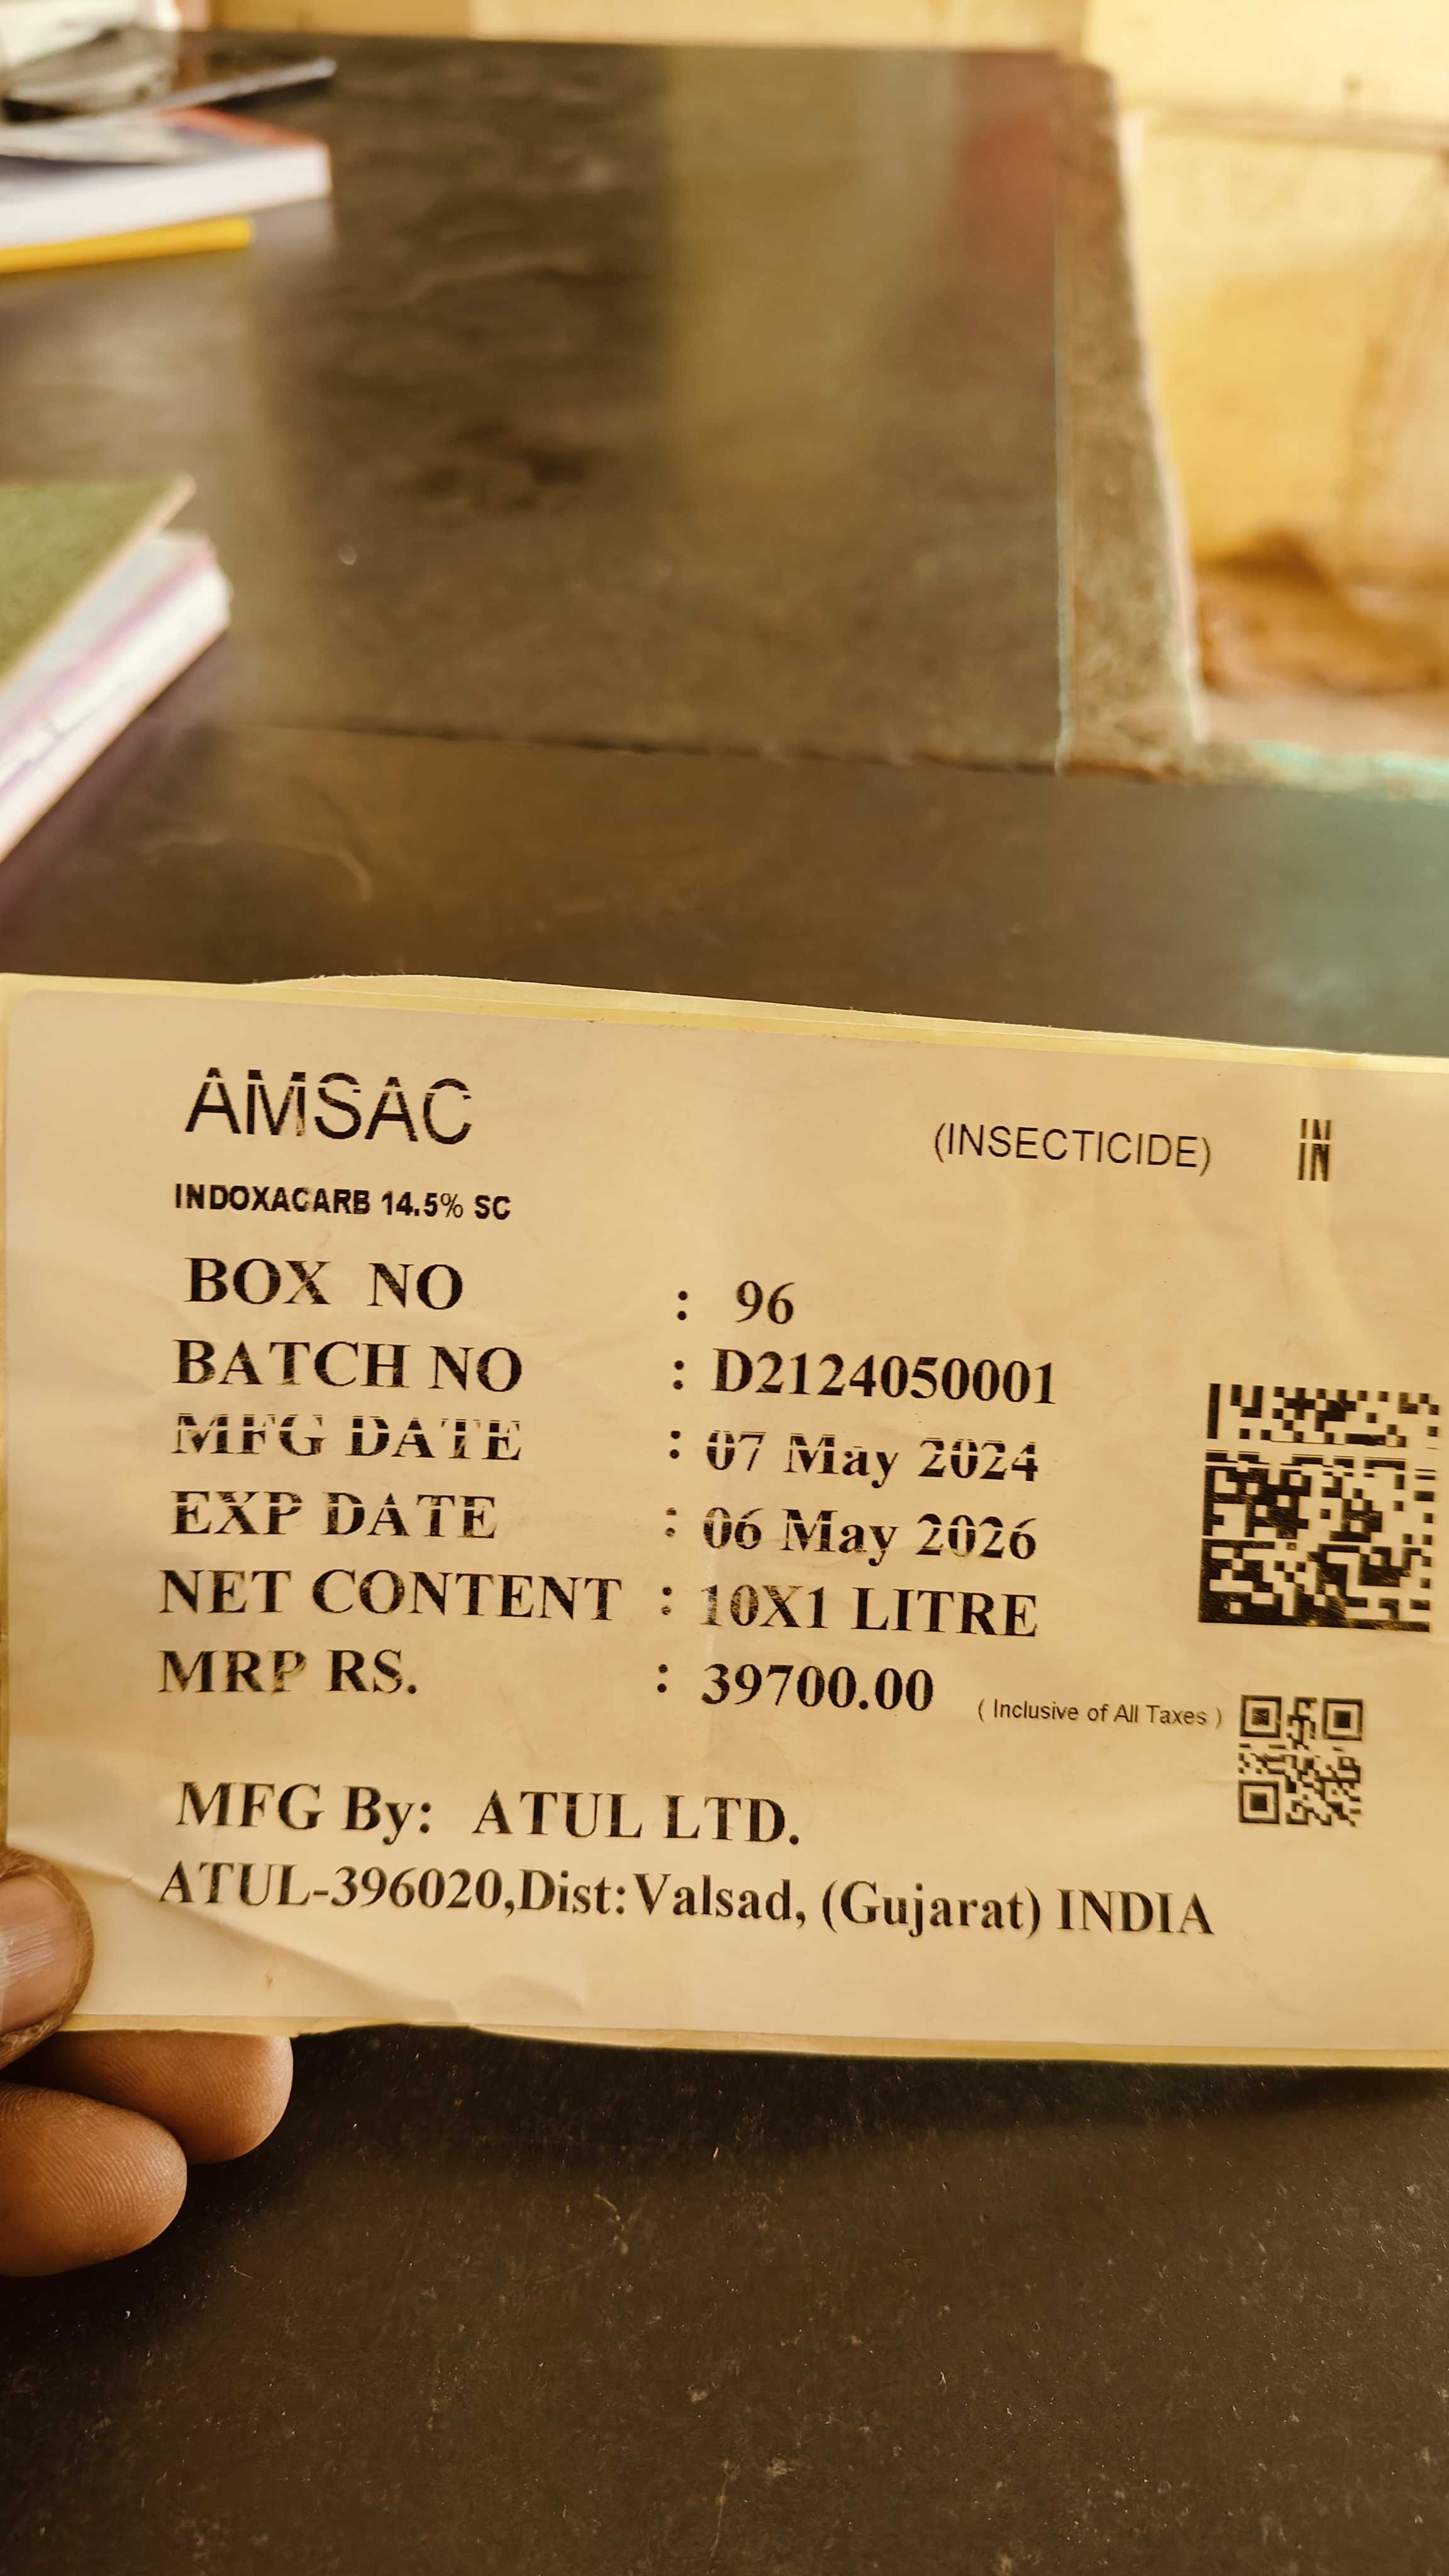 AMSAC
(INSECTICIDE) IN
INDOXACARB 14.5% SC
BOX NO : 96
BATCH NO : D2124050001
MFG DATE : 07 May 2024
EXP DATE : 06 May 2026
NET CONTENT : 10X1 LITRE
MRP RS. : 39700.00 ( Inclusive of All Taxes )
MFG By: ATUL LTD.
ATUL-396020,Dist:Valsad, (Gujarat) INDIA